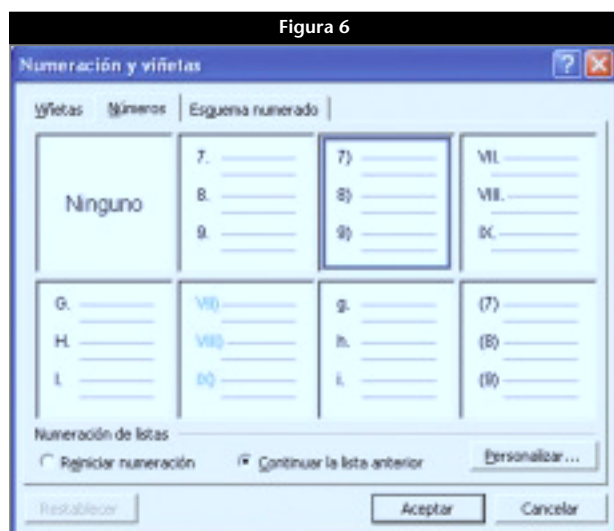 Figura 6
Numeración y viñetas
Viñetas Números Esquema numerado
Ninguno
7.
8.
9.
7)
8)
9)
VII.
VIII.
IX.
G.
H.
I.
VII)
VIII)
IX)
g.
h.
i.
(7)
(8)
(9)
Numeración de listas
Reiniciar numeración Continuar la lista anterior Personalizar...
Restablecer Aceptar Cancelar